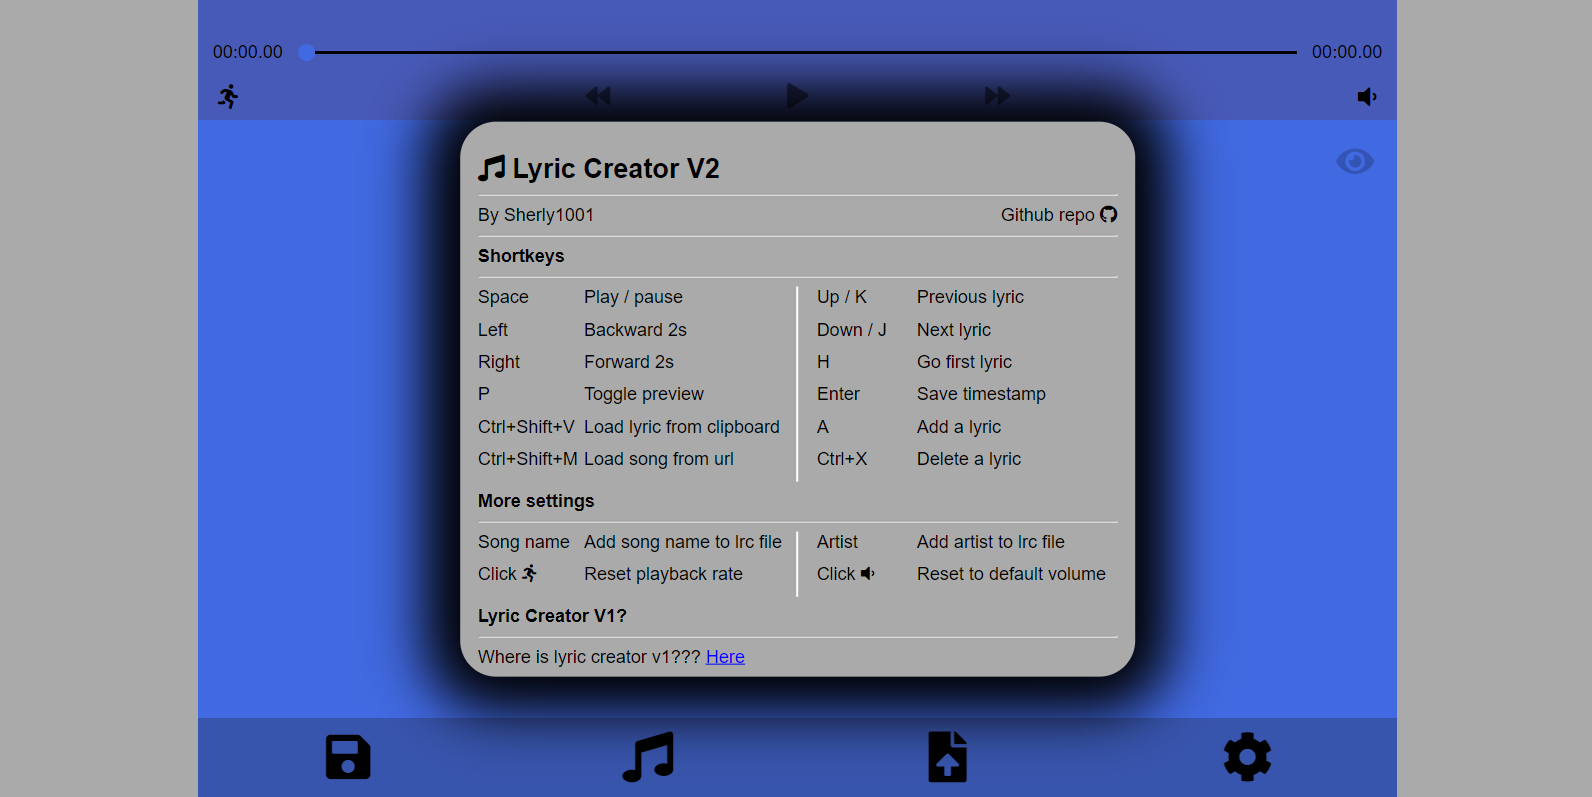 00:00.00 00:00.00
Lyric Creator V2
By Sherly1001 Github repo
Shortkeys
Space Play / pause Up / K Previous lyric
Left Backward 2s Down / J Next lyric
Right Forward 2s H Go first lyric
P Toggle preview Enter Save timestamp
Ctrl+Shift+V Load lyric from clipboard A Add a lyric
Ctrl+Shift+M Load song from url Ctrl+X Delete a lyric
More settings
Song name Add song name to lrc file Artist Add artist to lrc file
Click Reset playback rate Click Reset to default volume
Lyric Creator V1?
Where is lyric creator v1??? Here